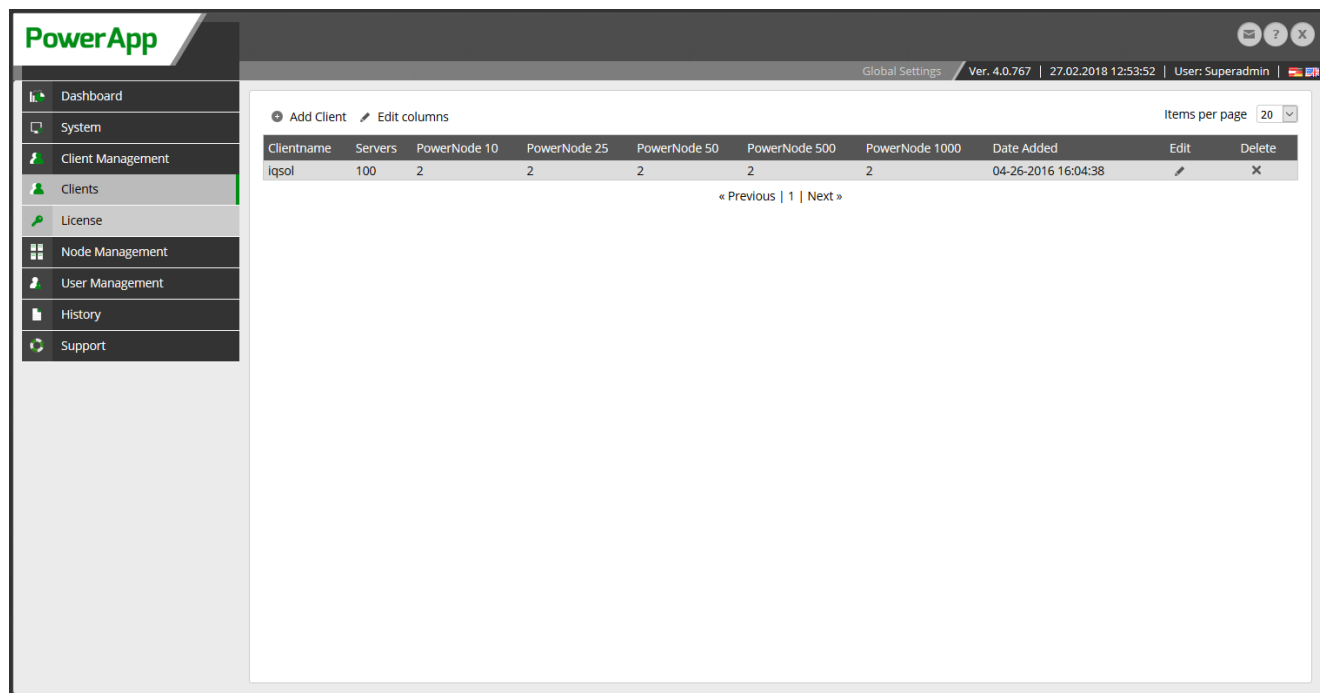 PowerApp
? X
Global Settings Ver. 4.0.767 | 27.02.2018 12:53:52 | User: Superadmin |
Dashboard
System
Client Management
Clients
License
Node Management
User Management
History
Support
Add Client Edit columns Items per page 20
Clientname Servers PowerNode 10 PowerNode 25 PowerNode 50 PowerNode 500 PowerNode 1000 Date Added Edit Delete
iqsol 100 2 2 2 2 2 04-26-2016 16:04:38
« Previous | 1 | Next »